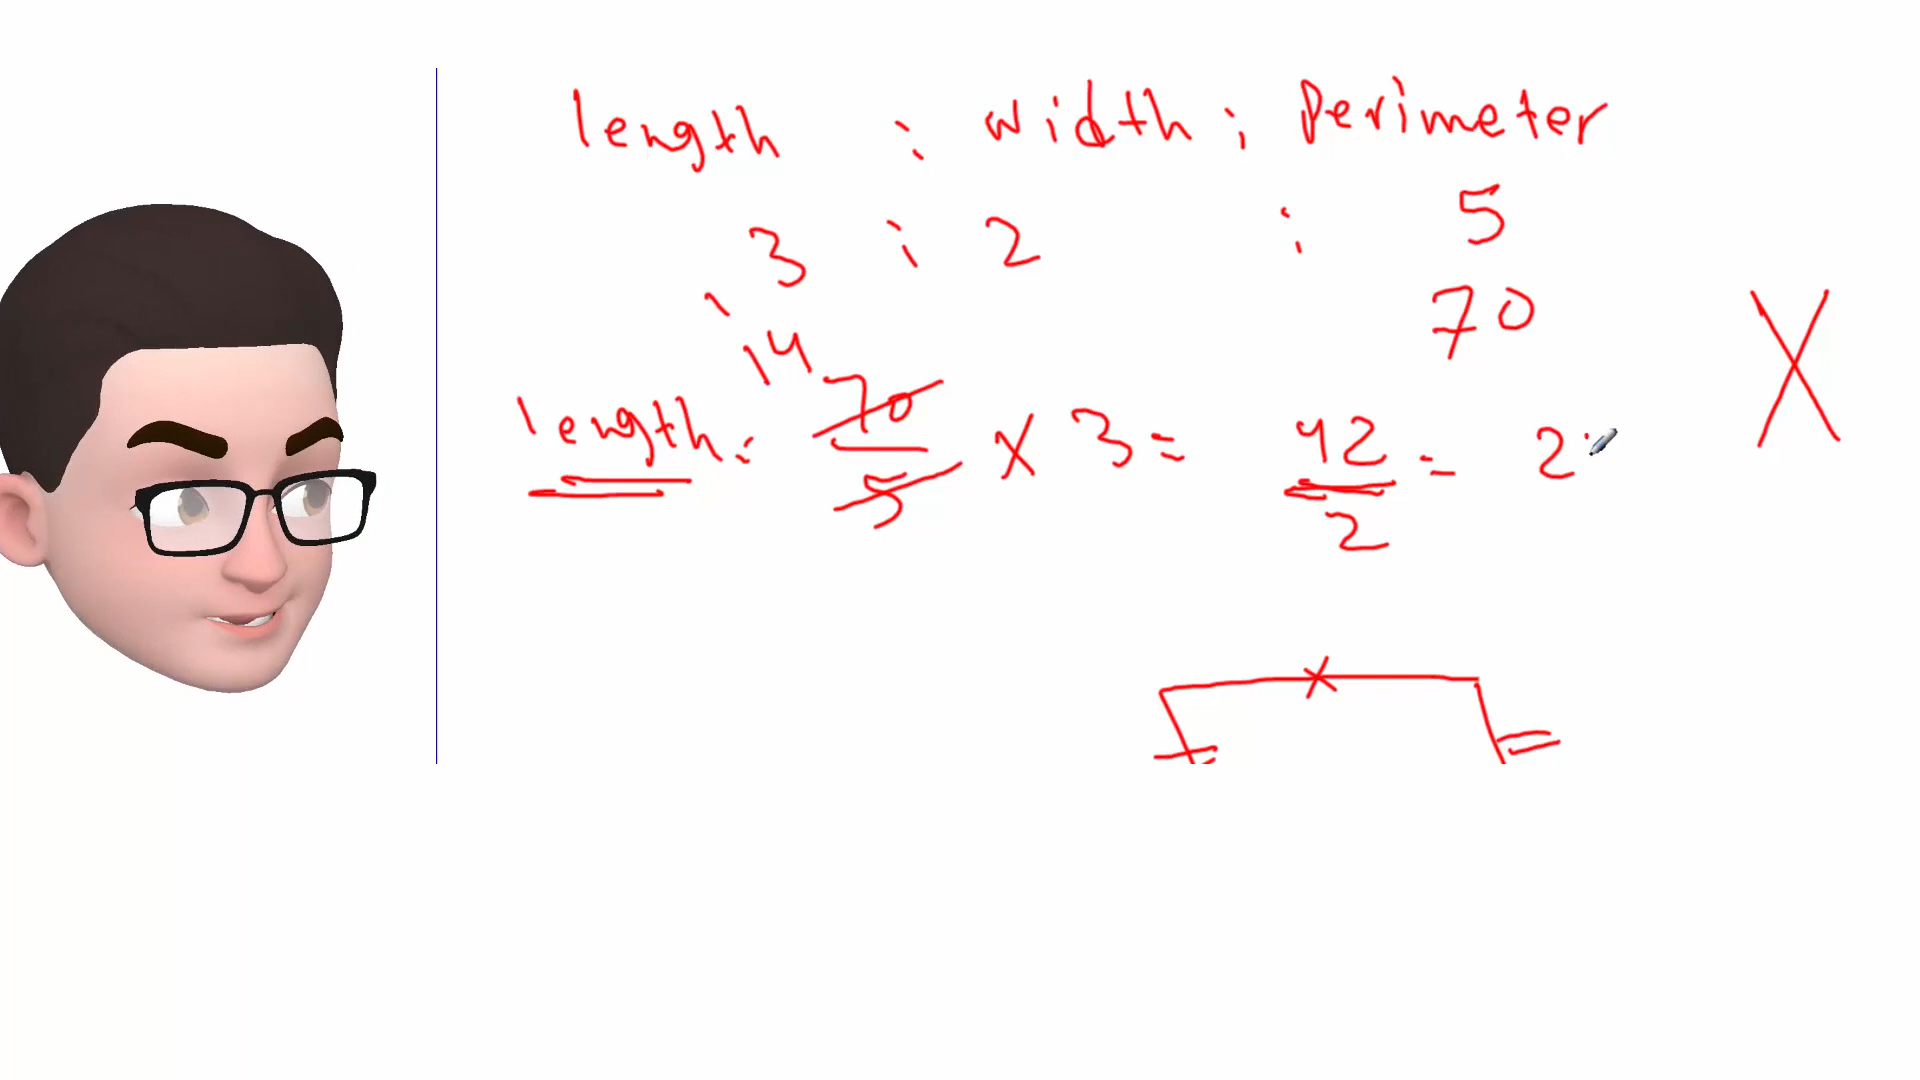 length : width : Perimeter
3 : 2 : 5
70
14
length = 70/5 × 3 = 42/2 = 2